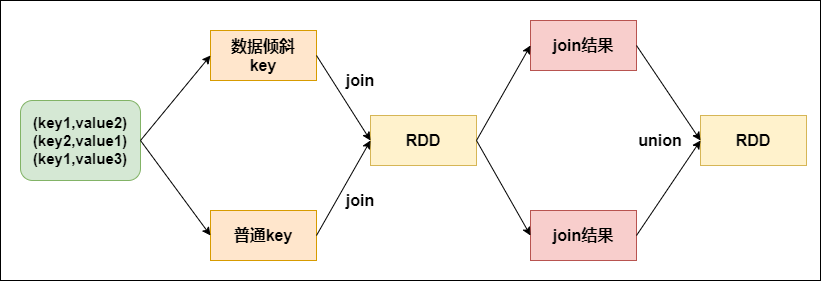 (key1,value2)
(key2,value1)
(key1,value3)
数据倾斜
key
普通key
join
join
RDD
join结果
join结果
union
RDD